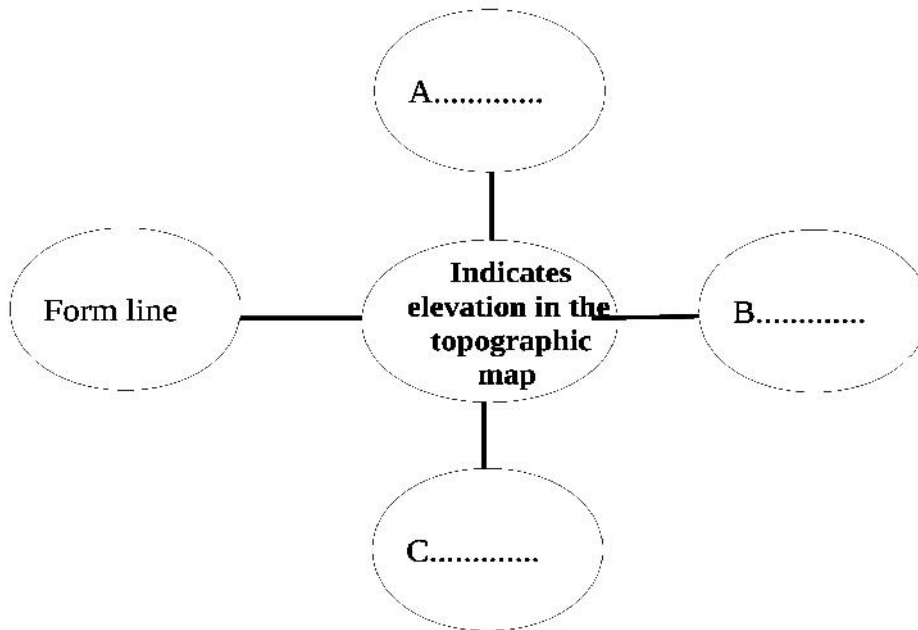 A.............
Indicates
elevation in the
topographic
map
Form line
B.............
C.............